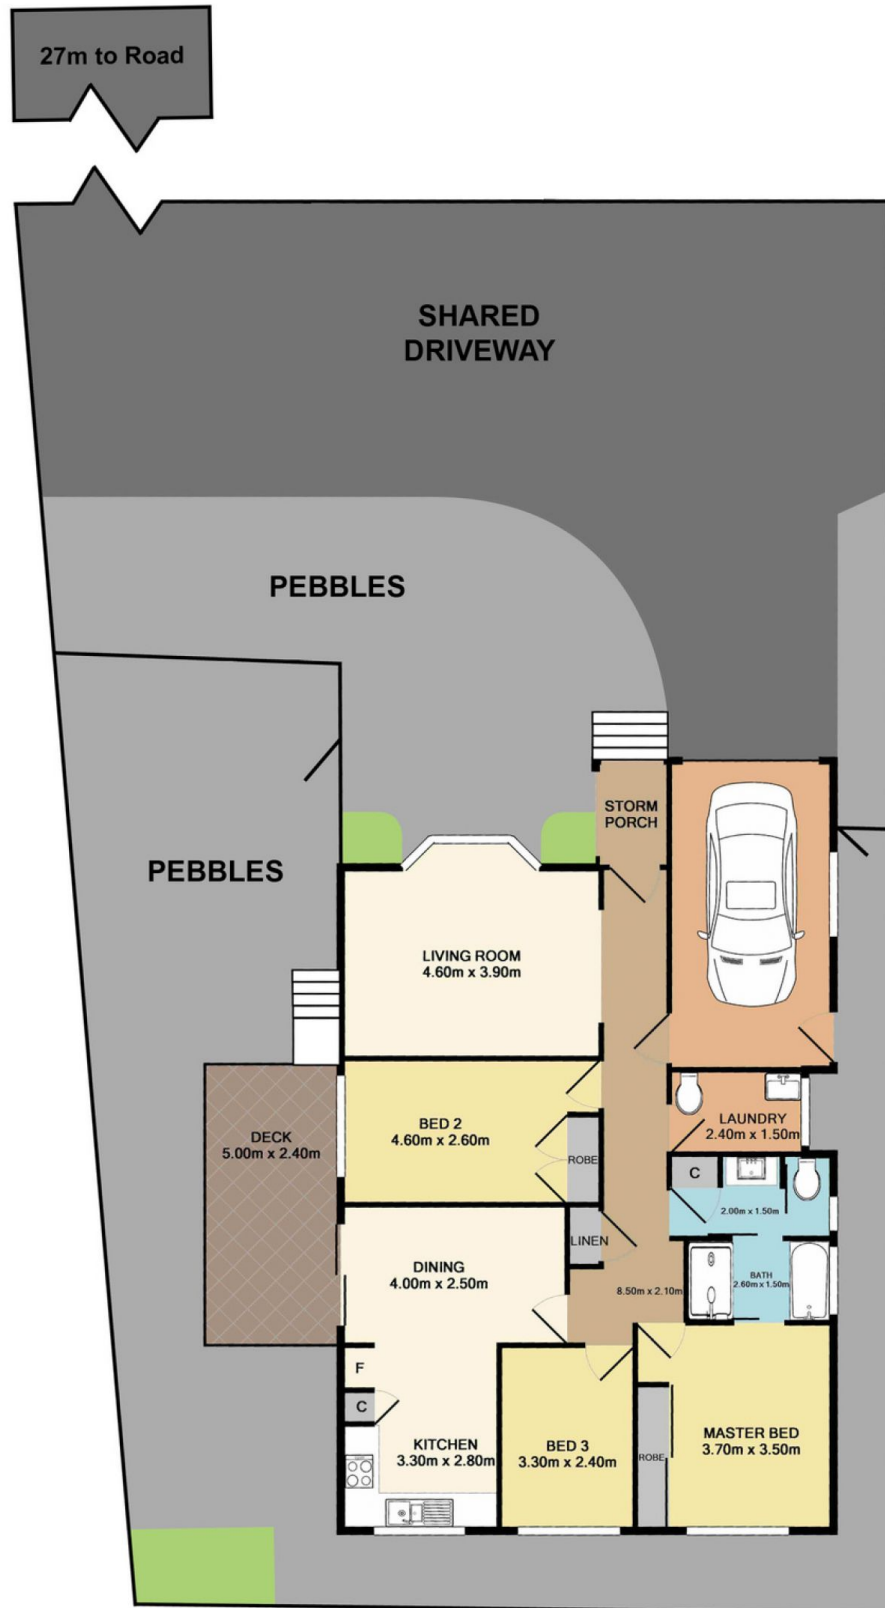 27m to Road
SHARED
DRIVEWAY
PEBBLES
STORM
PORCH
PEBBLES
LIVING ROOM
4.60m x 3.90m
BED 2
4.60m x 2.60m
ROBE
DECK
5.00m x 2.40m
LAUNDRY
2.40m x 1.50m
C
2.00m x 1.50m
LINEN
DINING
4.00m x 2.50m
BATH
2.60m x 1.50m
8.50m x 2.10m
F
C
KITCHEN
3.30m x 2.80m
BED 3
3.30m x 2.40m
ROBE
MASTER BED
3.70m x 3.50m